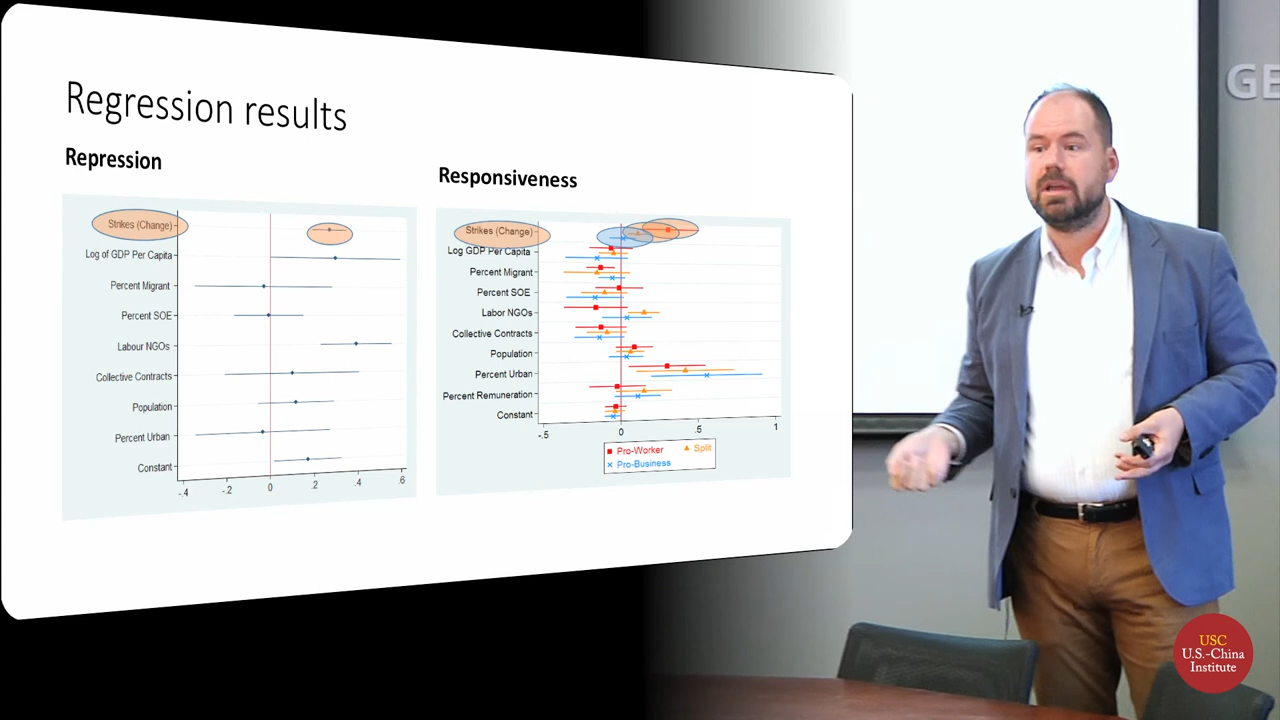 Regression results
Repression
Strikes (Change)
Log of GDP Per Capita
Percent Migrant
Percent SOE
Labour NGOs
Collective Contracts
Population
Percent Urban
Constant
-.4 -.2 0 .2 .4 .6
Responsiveness
Strikes (Change)
Log GDP Per Capita
Percent Migrant
Percent SOE
Labor NGOs
Collective Contracts
Population
Percent Urban
Percent Remuneration
Constant
-.5 0 .5 1
Pro-Worker Split
Pro-Business
GE
USC
U.S.-China
Institute